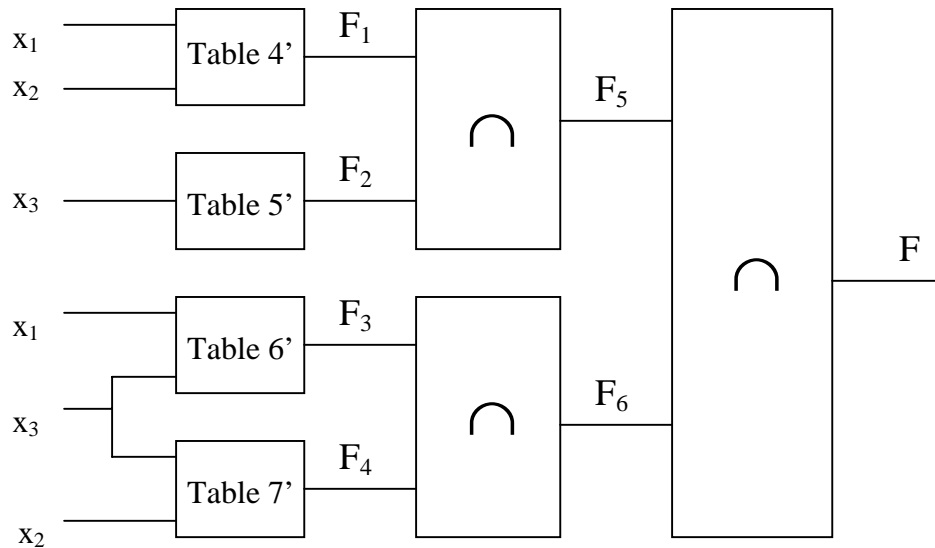 x₁
x₂
Table 4’
F₁
∩
F₅
x₃
Table 5’
F₂
∩
F
x₁
Table 6’
F₃
x₃
∩
F₆
Table 7’
F₄
x₂